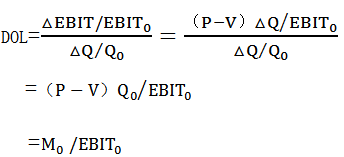 DOL=△EBIT/EBIT₀ / △Q/Q₀ = （P−V）△Q/EBIT₀ / △Q/Q₀
=（P − V）Q₀/EBIT₀
=M₀ /EBIT₀